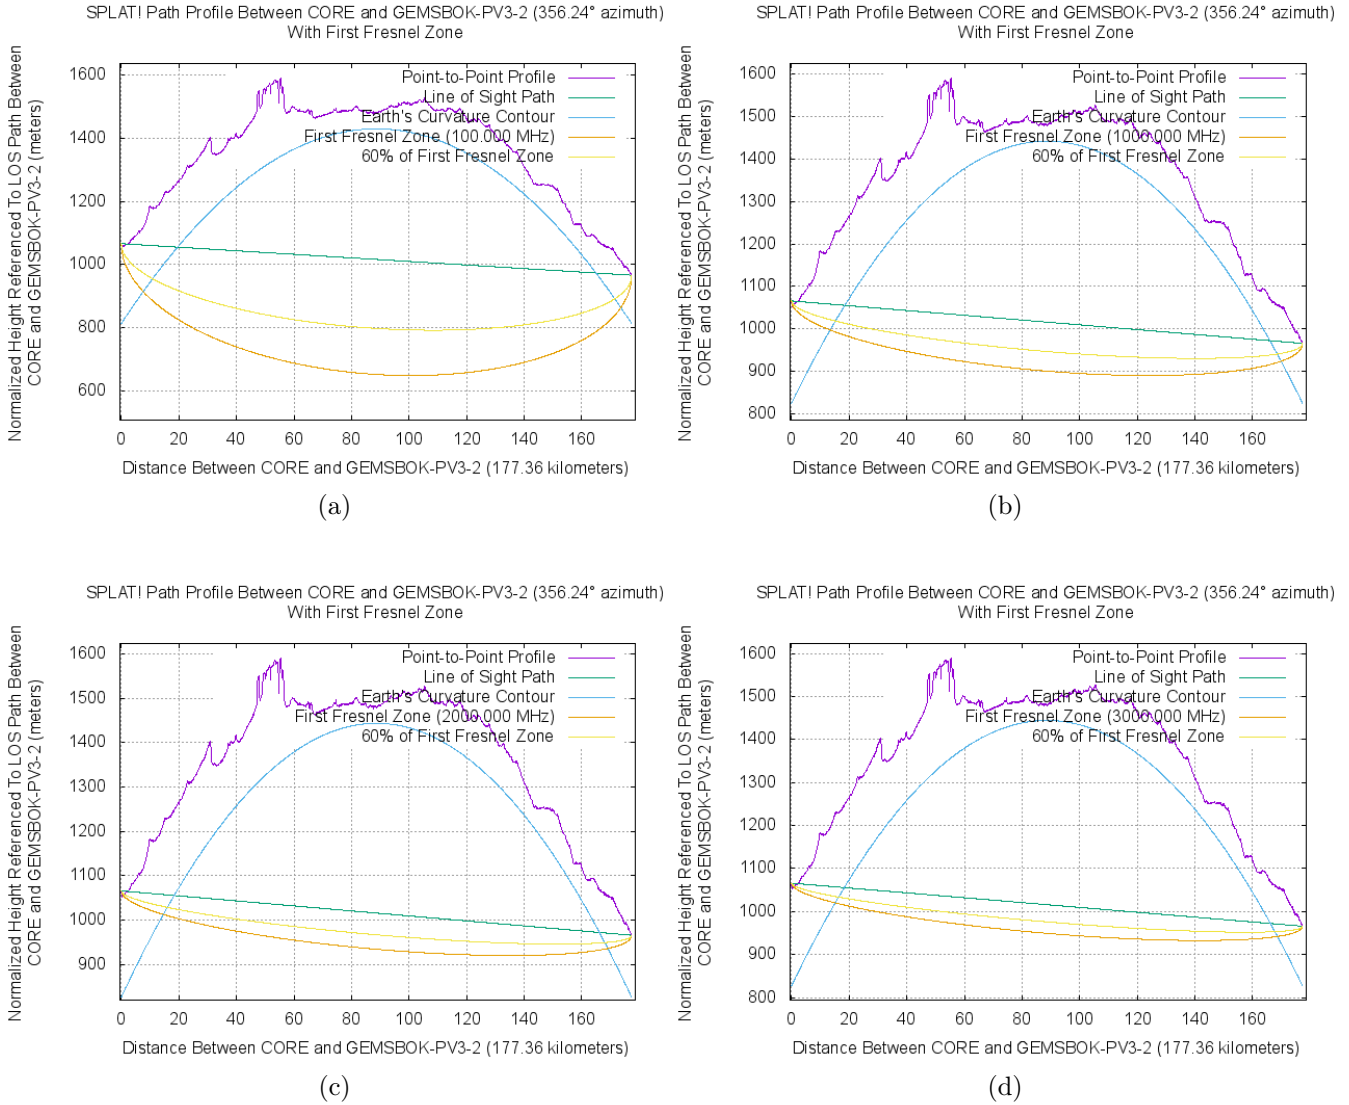 SPLAT! Path Profile Between CORE and GEMSBOK-PV3-2 (356.24° azimuth)
With First Fresnel Zone
Normalized Height Referenced To LOS Path Between
CORE and GEMSBOK-PV3-2 (meters)
1600
1400
1200
1000
800
600
Point-to-Point Profile
Line of Sight Path
Earth's Curvature Contour
First Fresnel Zone (100.000 MHz)
60% of First Fresnel Zone
0 20 40 60 80 100 120 140 160
Distance Between CORE and GEMSBOK-PV3-2 (177.36 kilometers)
(a)
SPLAT! Path Profile Between CORE and GEMSBOK-PV3-2 (356.24° azimuth)
With First Fresnel Zone
Normalized Height Referenced To LOS Path Between
CORE and GEMSBOK-PV3-2 (meters)
1600
1500
1400
1300
1200
1100
1000
900
800
Point-to-Point Profile
Line of Sight Path
Earth's Curvature Contour
First Fresnel Zone (1000.000 MHz)
60% of First Fresnel Zone
0 20 40 60 80 100 120 140 160
Distance Between CORE and GEMSBOK-PV3-2 (177.36 kilometers)
(b)
SPLAT! Path Profile Between CORE and GEMSBOK-PV3-2 (356.24° azimuth)
With First Fresnel Zone
Normalized Height Referenced To LOS Path Between
CORE and GEMSBOK-PV3-2 (meters)
1600
1500
1400
1300
1200
1100
1000
900
Point-to-Point Profile
Line of Sight Path
Earth's Curvature Contour
First Fresnel Zone (2000.000 MHz)
60% of First Fresnel Zone
0 20 40 60 80 100 120 140 160
Distance Between CORE and GEMSBOK-PV3-2 (177.36 kilometers)
(c)
SPLAT! Path Profile Between CORE and GEMSBOK-PV3-2 (356.24° azimuth)
With First Fresnel Zone
Normalized Height Referenced To LOS Path Between
CORE and GEMSBOK-PV3-2 (meters)
1600
1500
1400
1300
1200
1100
1000
900
800
Point-to-Point Profile
Line of Sight Path
Earth's Curvature Contour
First Fresnel Zone (3000.000 MHz)
60% of First Fresnel Zone
0 20 40 60 80 100 120 140 160
Distance Between CORE and GEMSBOK-PV3-2 (177.36 kilometers)
(d)